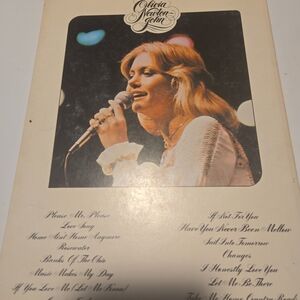 Olivia
Newton-
John
Please Mr. Please
Love Song
Home Ain't Home Anymore
Rosewater
Banks Of The Ohio
Music Makes My Day
If You Love Me (Let Me Know)
If Not For You
Have You Never Been Mellow
Sail Into Tomorrow
Changes
I Honestly Love You
Let Me Be There
Take Me Home Country Road